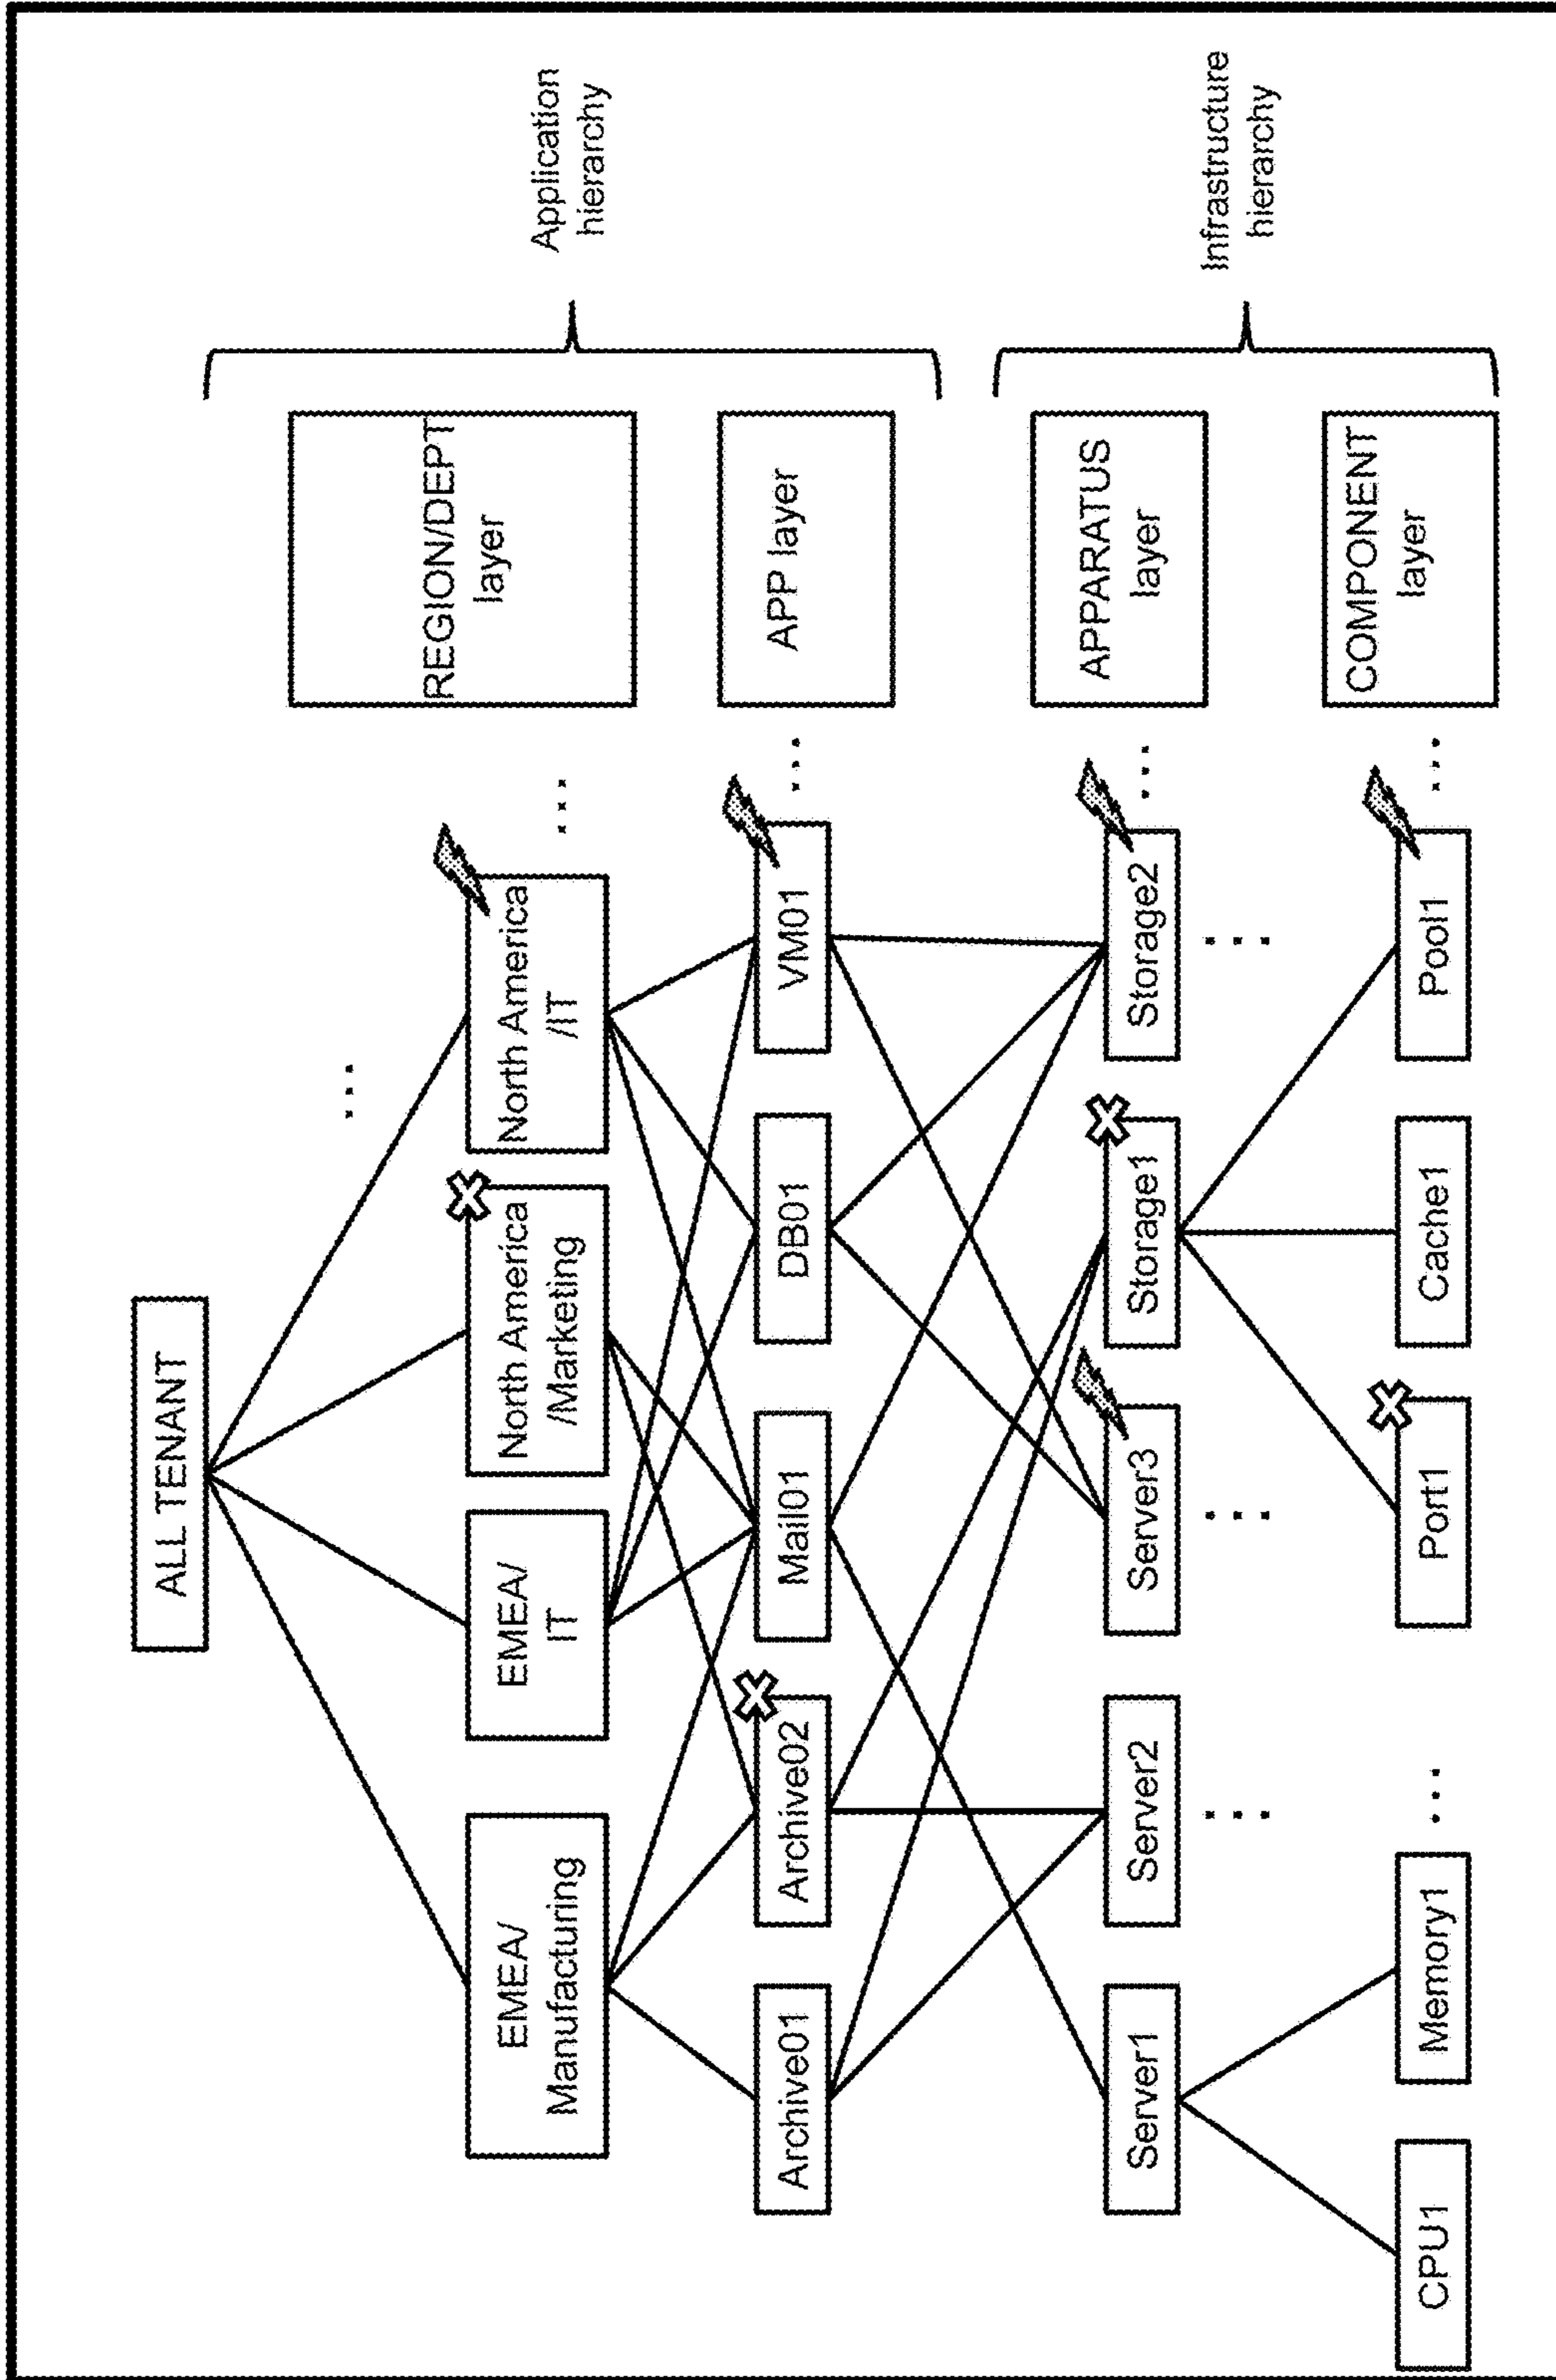 ALL TENANT
...
EMEA/
Manufacturing
EMEA/
IT
North America
/Marketing
North America
/IT
...
REGION/DEPT
layer
Application
hierarchy
Archive01
Archive02
Mail01
DB01
VM01
...
APP layer
Server1
Server2
Server3
Storage1
Storage2
...
APPARATUS
layer
Infrastructure
hierarchy
...
...
...
CPU1
Memory1
...
Port1
Cache1
Pool1
...
COMPONENT
layer